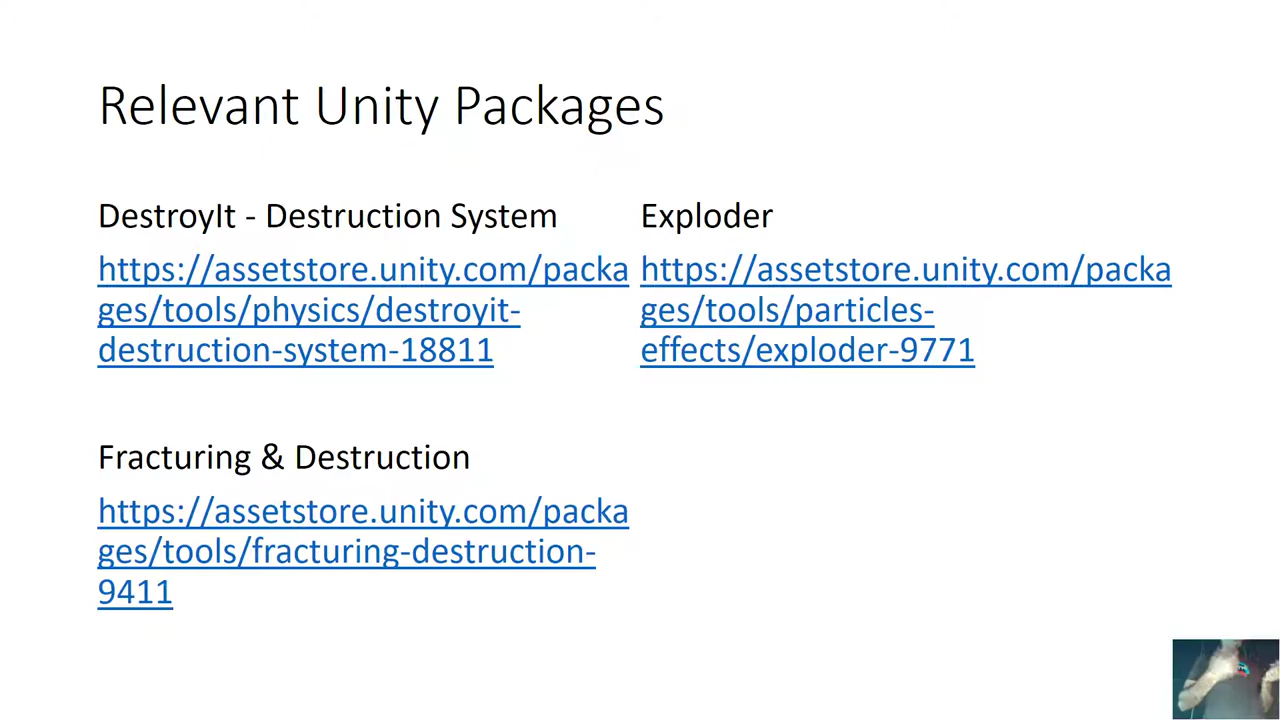 Relevant Unity Packages
DestroyIt - Destruction System
https://assetstore.unity.com/packa
ges/tools/physics/destroyit-
destruction-system-18811
Fracturing & Destruction
https://assetstore.unity.com/packa
ges/tools/fracturing-destruction-
9411
Exploder
https://assetstore.unity.com/packa
ges/tools/particles-
effects/exploder-9771